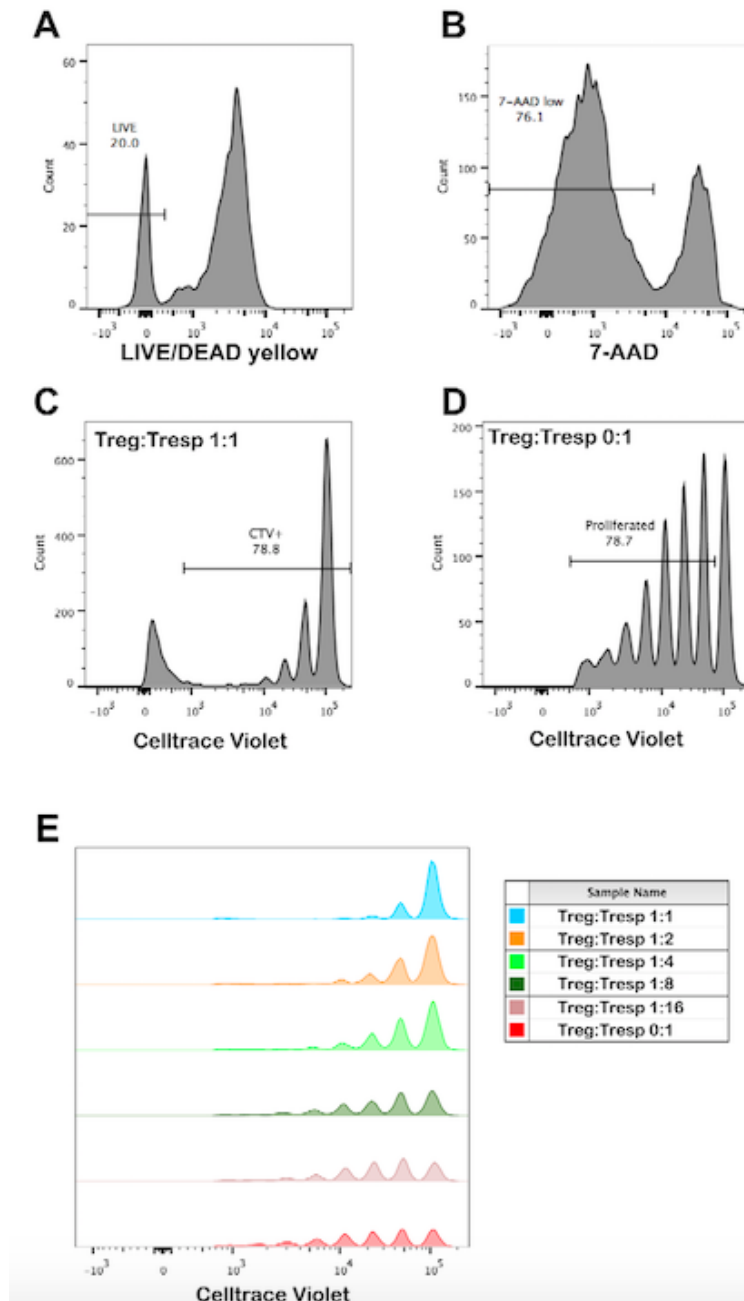 A
60
40
20
0
Count
LIVE
20.0
-10³ 0 10³ 10⁴ 10⁵
LIVE/DEAD yellow
B
150
100
50
0
Count
7-AAD low
76.1
-10³ 0 10³ 10⁴ 10⁵
7-AAD
C
Treg:Tresp 1:1
600
400
200
0
Count
CTV+
78.8
-10³ 0 10³ 10⁴ 10⁵
Celltrace Violet
D
Treg:Tresp 0:1
200
150
100
50
0
Count
Proliferated
78.7
-10³ 0 10³ 10⁴ 10⁵
Celltrace Violet
E
-10³ 0 10³ 10⁴ 10⁵
Celltrace Violet
Sample Name
Treg:Tresp 1:1
Treg:Tresp 1:2
Treg:Tresp 1:4
Treg:Tresp 1:8
Treg:Tresp 1:16
Treg:Tresp 0:1